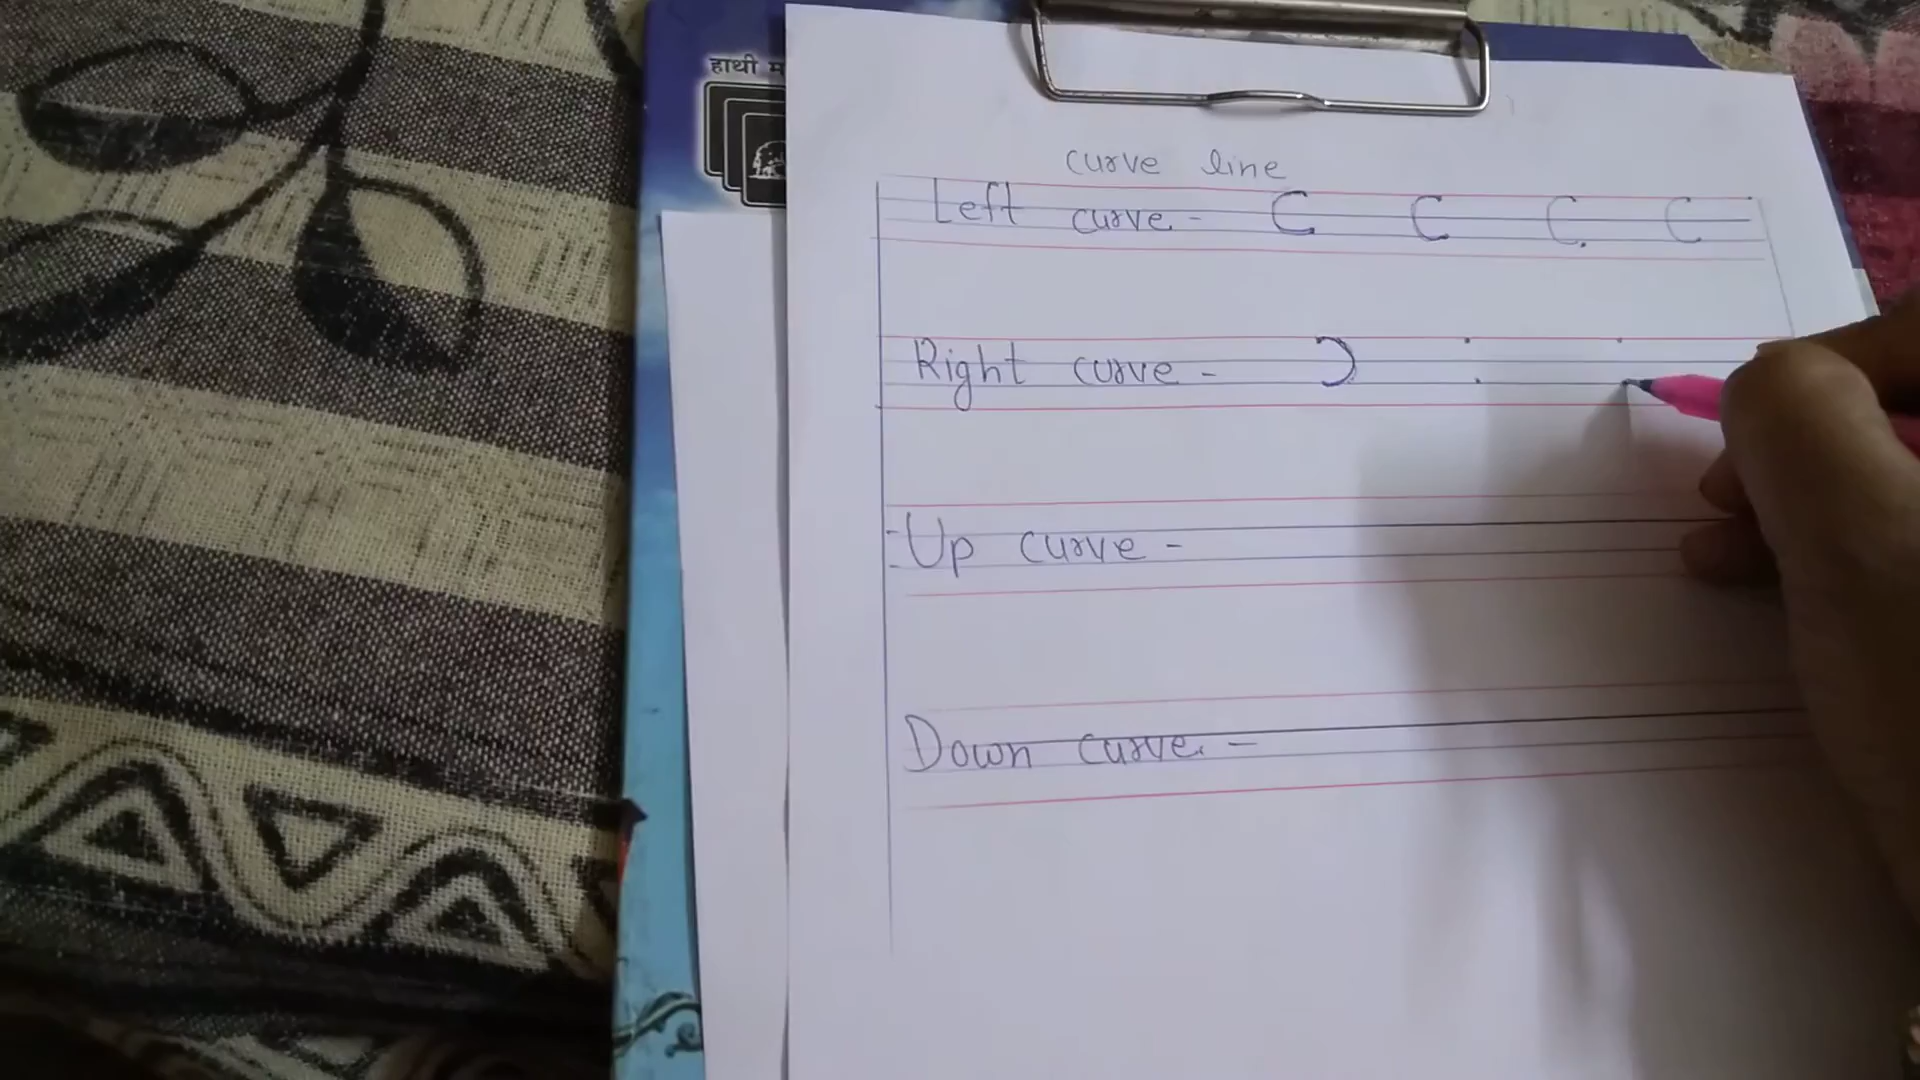 हाथी म
curve line
Left curve - C C C. C
Right curve -
Up curve -
Down curve. -